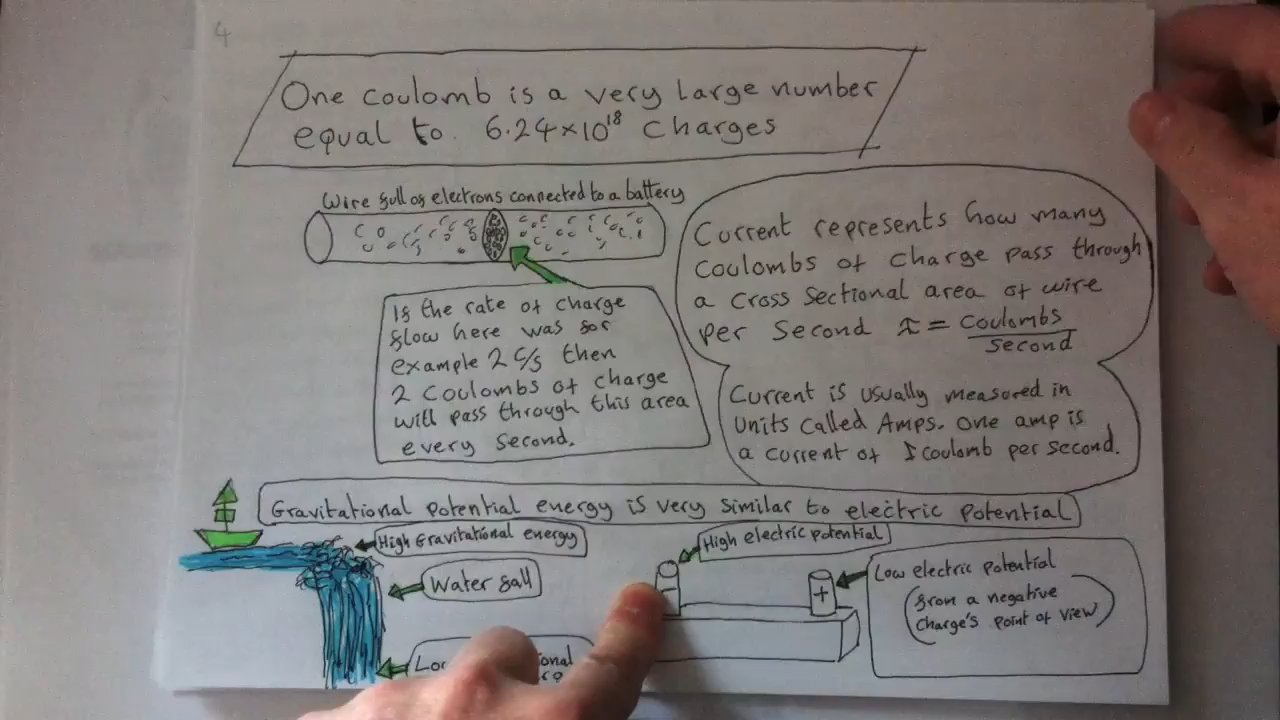 4
One coulomb is a very large number
equal to 6.24×10¹⁸ charges
Wire full of electrons connected to a battery
If the rate of charge
flow here was for
example 2 C/s then
2 Coulombs of charge
will pass through this area
every second.
Current represents how many
Coulombs of charge pass through
a cross sectional area of wire
per second I = Coulombs
second
Current is usually measured in
units called Amps. One amp is
a current of 1 coulomb per second.
Gravitational potential energy is very similar to electric potential
High Gravitational energy
Water fall
High electric potential
Low electric potential
(from a negative
charge's point of view)
+